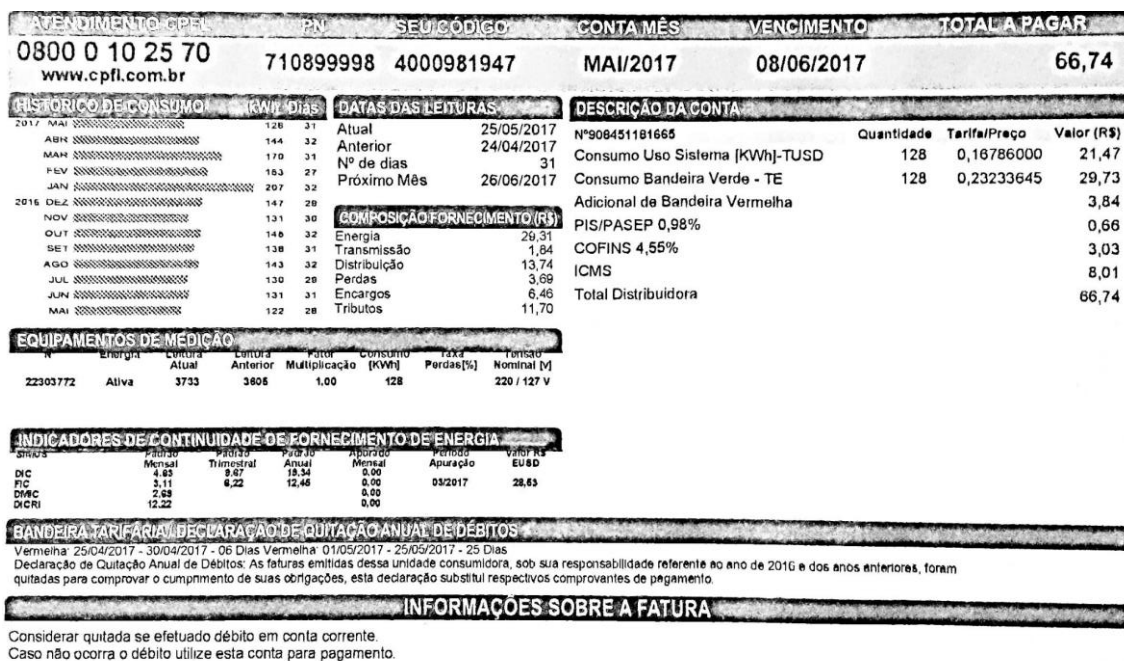 ATENDIMENTO CPFL PN SEU CÓDIGO CONTA MÊS VENCIMENTO TOTAL A PAGAR
0800 0 10 25 70
www.cpfl.com.br
710899998 4000981947 MAI/2017 08/06/2017 66,74
HISTÓRICO DE CONSUMO KWh Dias
2017 MAI 128 31
ABR 144 32
MAR 170 31
FEV 153 27
JAN 207 32
2016 DEZ 147 29
NOV 131 30
OUT 146 32
SET 138 31
AGO 143 32
JUL 130 29
JUN 131 31
MAI 122 28
DATAS DAS LEITURAS
Atual 25/05/2017
Anterior 24/04/2017
Nº de dias 31
Próximo Mês 26/06/2017
COMPOSIÇÃO FORNECIMENTO (R$)
Energia 29,31
Transmissão 1,84
Distribuição 13,74
Perdas 3,69
Encargos 6,46
Tributos 11,70
DESCRIÇÃO DA CONTA
Nº908451181665 Quantidade Tarifa/Preço Valor (R$)
Consumo Uso Sistema [KWh]-TUSD 128 0,16786000 21,47
Consumo Bandeira Verde - TE 128 0,23233645 29,73
Adicional de Bandeira Vermelha 3,84
PIS/PASEP 0,98% 0,66
COFINS 4,55% 3,03
ICMS 8,01
Total Distribuidora 66,74
EQUIPAMENTOS DE MEDIÇÃO
Nº Energia Leitura Atual Leitura Anterior Fator Multiplicação Consumo [KWh] Taxa Perdas[%] Tensão Nominal [V]
22303772 Ativa 3733 3605 1,00 128 220 / 127 V
INDICADORES DE CONTINUIDADE DE FORNECIMENTO DE ENERGIA
Padrão Mensal Padrão Trimestral Padrão Anual Apurado Mensal Período Apuração Valor R$ EUSD
DIC 4,83 9,67 19,34 0,00
FIC 3,11 6,22 12,45 0,00 03/2017 28,53
DMIC 2,69 0,00
DICRI 12,22 0,00
BANDEIRA TARIFÁRIA / DECLARAÇÃO DE QUITAÇÃO ANUAL DE DÉBITOS
Vermelha: 25/04/2017 - 30/04/2017 - 06 Dias Vermelha: 01/05/2017 - 25/05/2017 - 25 Dias
Declaração de Quitação Anual de Débitos: As faturas emitidas dessa unidade consumidora, sob sua responsabilidade referente ao ano de 2016 e dos anos anteriores, foram
quitadas para comprovar o cumprimento de suas obrigações, esta declaração substitui respectivos comprovantes de pagamento.
INFORMAÇÕES SOBRE A FATURA
Considerar quitada se efetuado débito em conta corrente.
Caso não ocorra o débito utilize esta conta para pagamento.